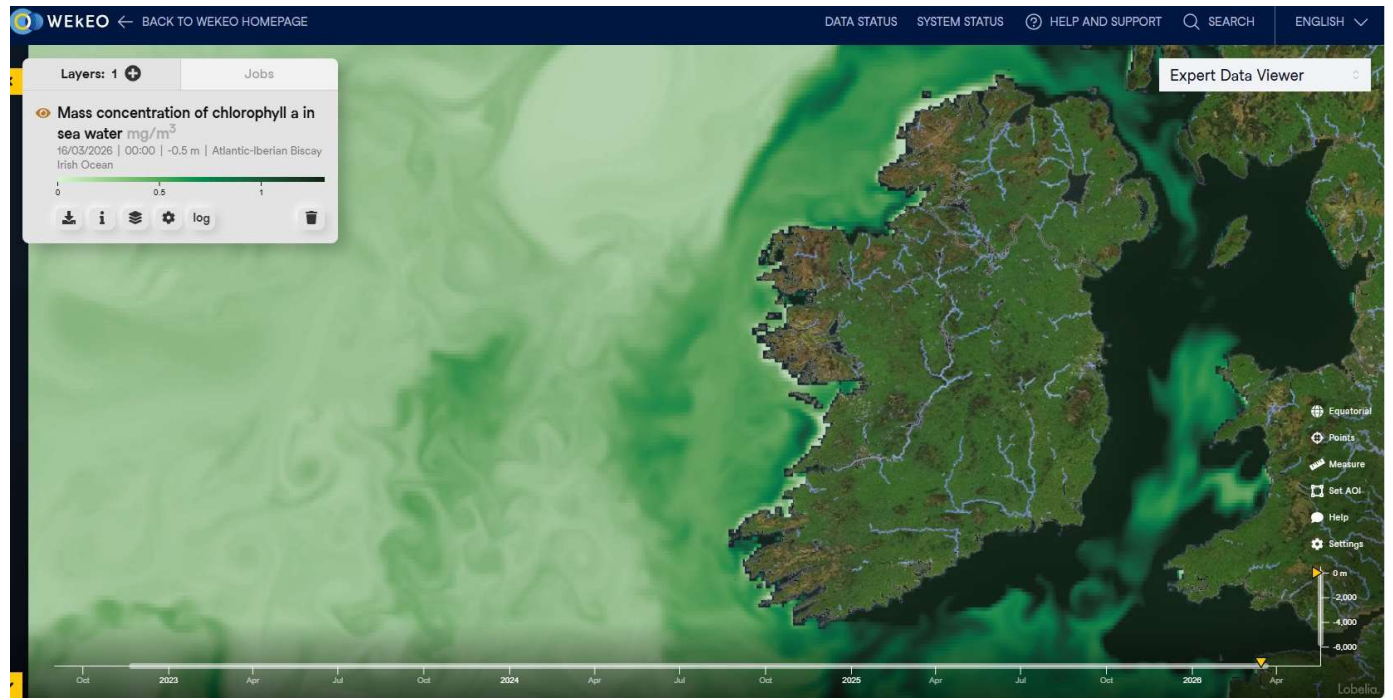 WEkEO ← BACK TO WEKEO HOMEPAGE
DATA STATUS SYSTEM STATUS HELP AND SUPPORT SEARCH ENGLISH
Layers: 1
Jobs
Expert Data Viewer
Mass concentration of chlorophyll a in
sea water mg/m³
16/03/2026 | 00:00 | -0.5 m | Atlantic-Iberian Biscay
Irish Ocean
0 0.5 1
log
Equatorial
Points
Measure
Set AOI
Help
Settings
0 m
-2,000
-4,000
-6,000
Oct 2023 Apr Jul Oct 2024 Apr Jul Oct 2025 Apr Jul Oct 2026 Apr
Lobelia